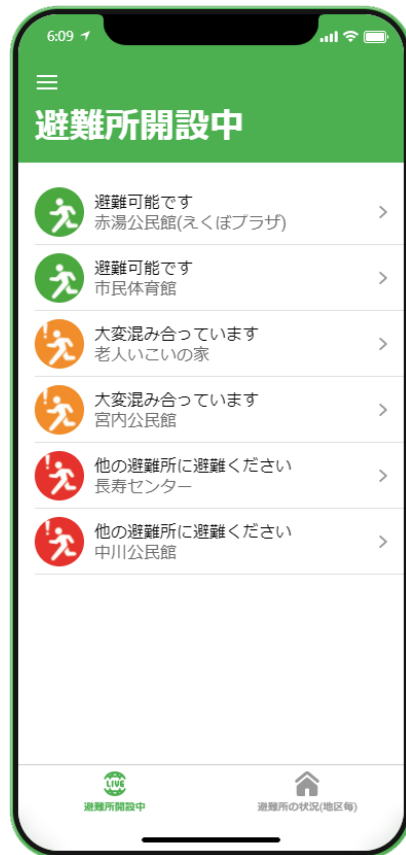 6:09
避難所開設中
避難可能です
赤湯公民館(えくぼプラザ)
避難可能です
市民体育館
大変混み合っています
老人いこいの家
大変混み合っています
宮内公民館
他の避難所に避難ください
長寿センター
他の避難所に避難ください
中川公民館
LIVE
避難所開設中
避難所の状況(地区毎)